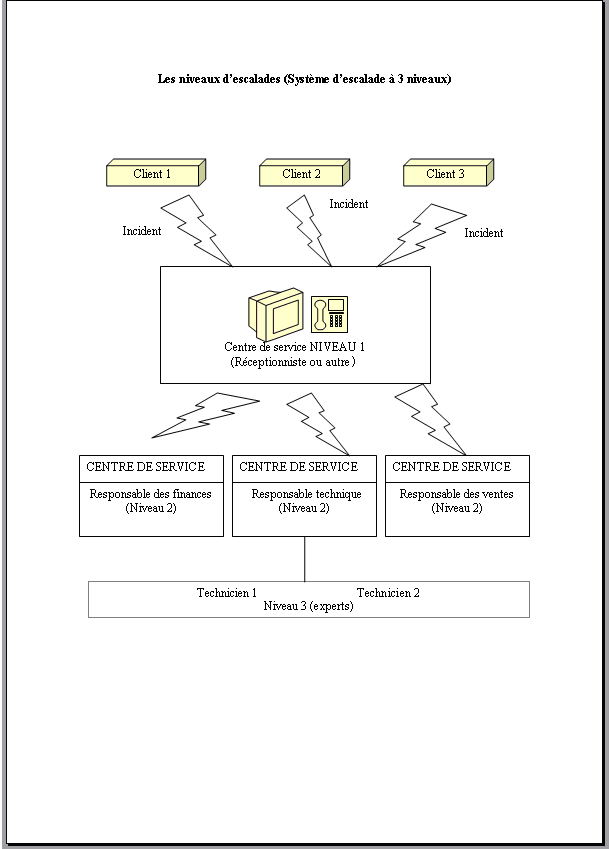 Les niveaux d'escalades (Système d'escalade à 3 niveaux)
Client 1
Client 2
Client 3
Incident
Incident
Incident
Centre de service NIVEAU 1
(Réceptionniste ou autre)
CENTRE DE SERVICE
Responsable des finances
(Niveau 2)
CENTRE DE SERVICE
Responsable technique
(Niveau 2)
CENTRE DE SERVICE
Responsable des ventes
(Niveau 2)
Technicien 1 Technicien 2
Niveau 3 (experts)